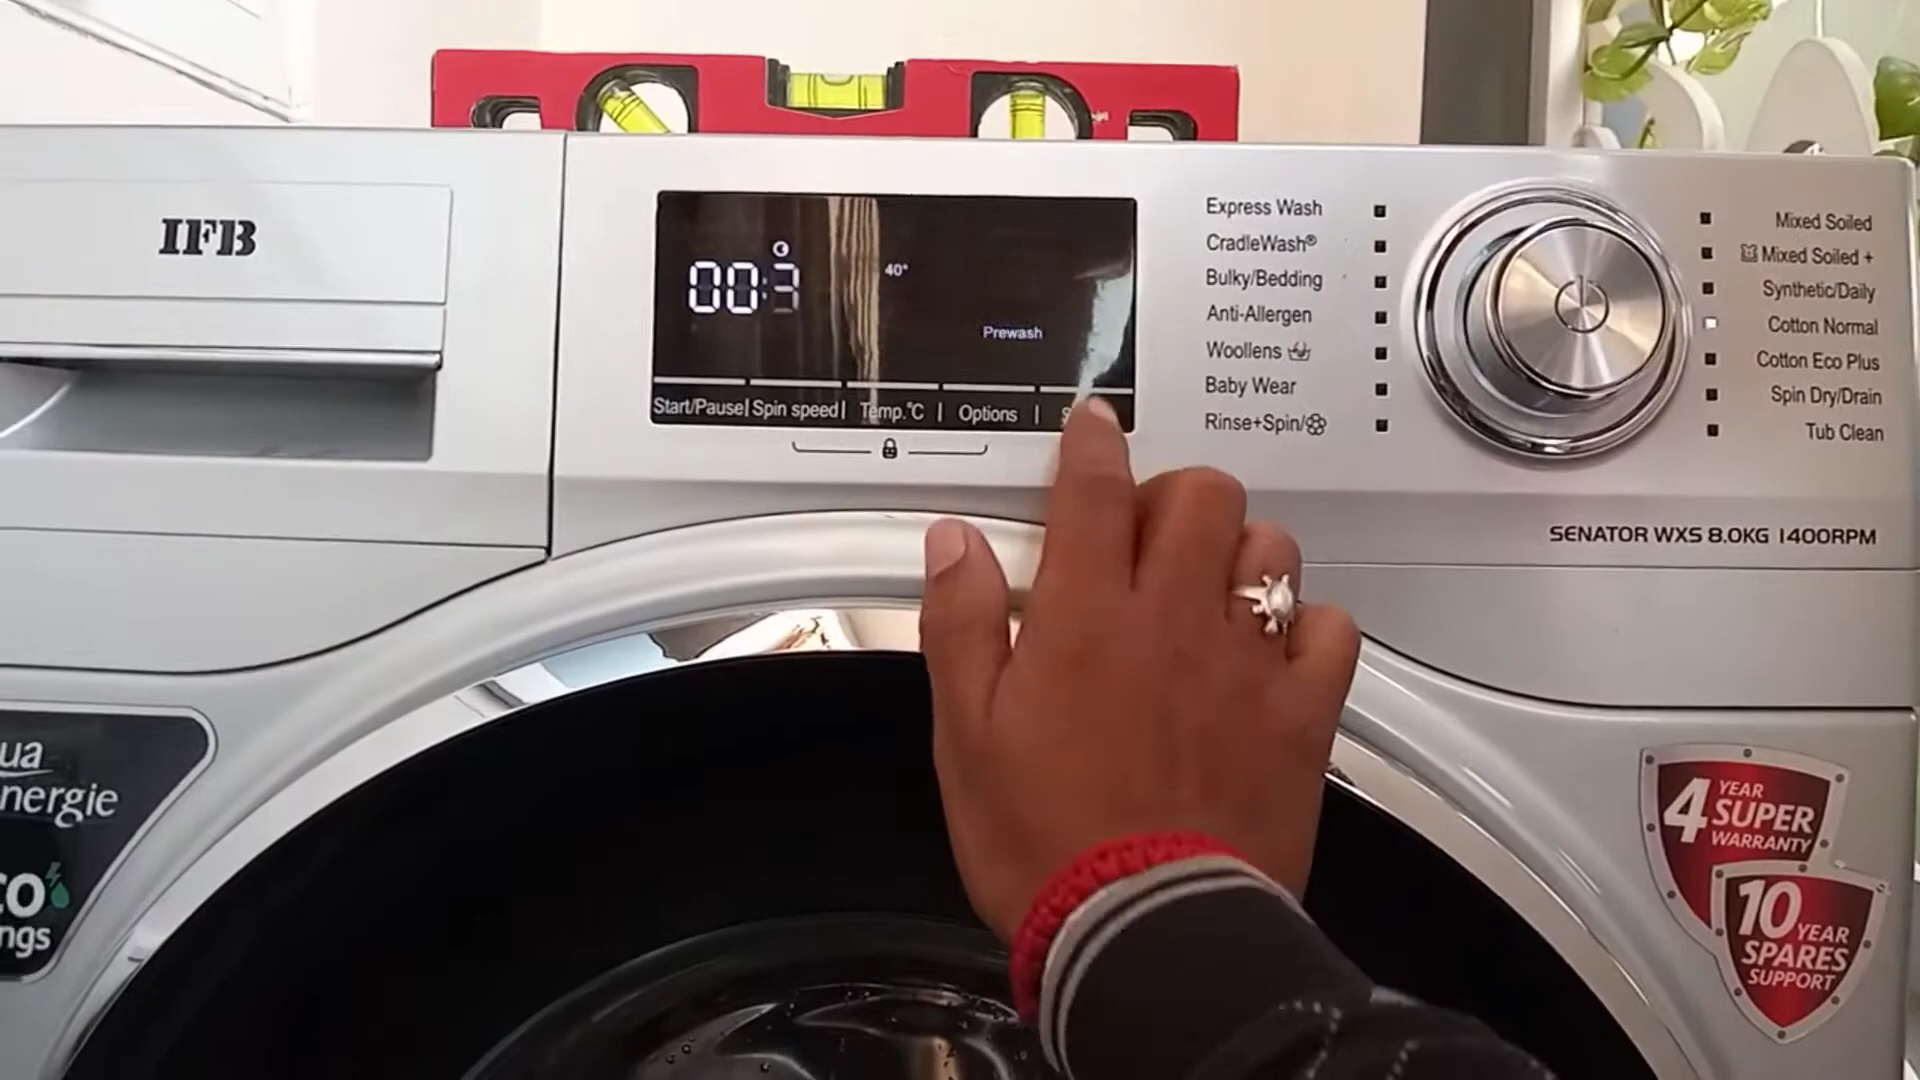 IFB
00:3
40°
Prewash
Start/Pause| Spin speed| Temp.°C | Options |
Express Wash
CradleWash®
Bulky/Bedding
Anti-Allergen
Woollens
Baby Wear
Rinse+Spin/
Mixed Soiled
Mixed Soiled +
Synthetic/Daily
Cotton Normal
Cotton Eco Plus
Spin Dry/Drain
Tub Clean
SENATOR WXS 8.0KG 1400RPM
ua
nergie
co
ngs
4 YEAR
SUPER
WARRANTY
10 YEAR
SPARES
SUPPORT